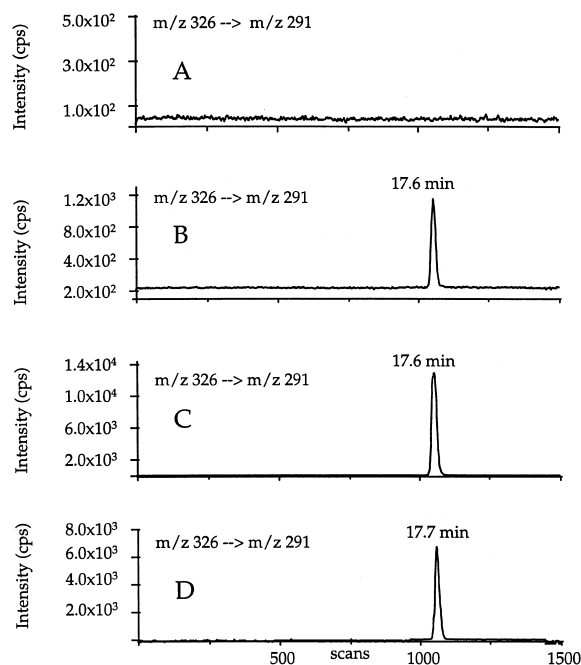 5.0x10²
m/z 326 --> m/z 291
3.0x10²
A
1.0x10²
Intensity (cps)
17.6 min
1.2x10³
m/z 326 --> m/z 291
8.0x10²
B
4.0x10²
2.0x10²
Intensity (cps)
17.6 min
1.4x10⁴
m/z 326 --> m/z 291
1.0x10⁴
C
6.0x10³
2.0x10³
Intensity (cps)
17.7 min
8.0x10³
m/z 326 --> m/z 291
6.0x10³
4.0x10³
D
2.0x10³
Intensity (cps)
500 scans 1000 1500